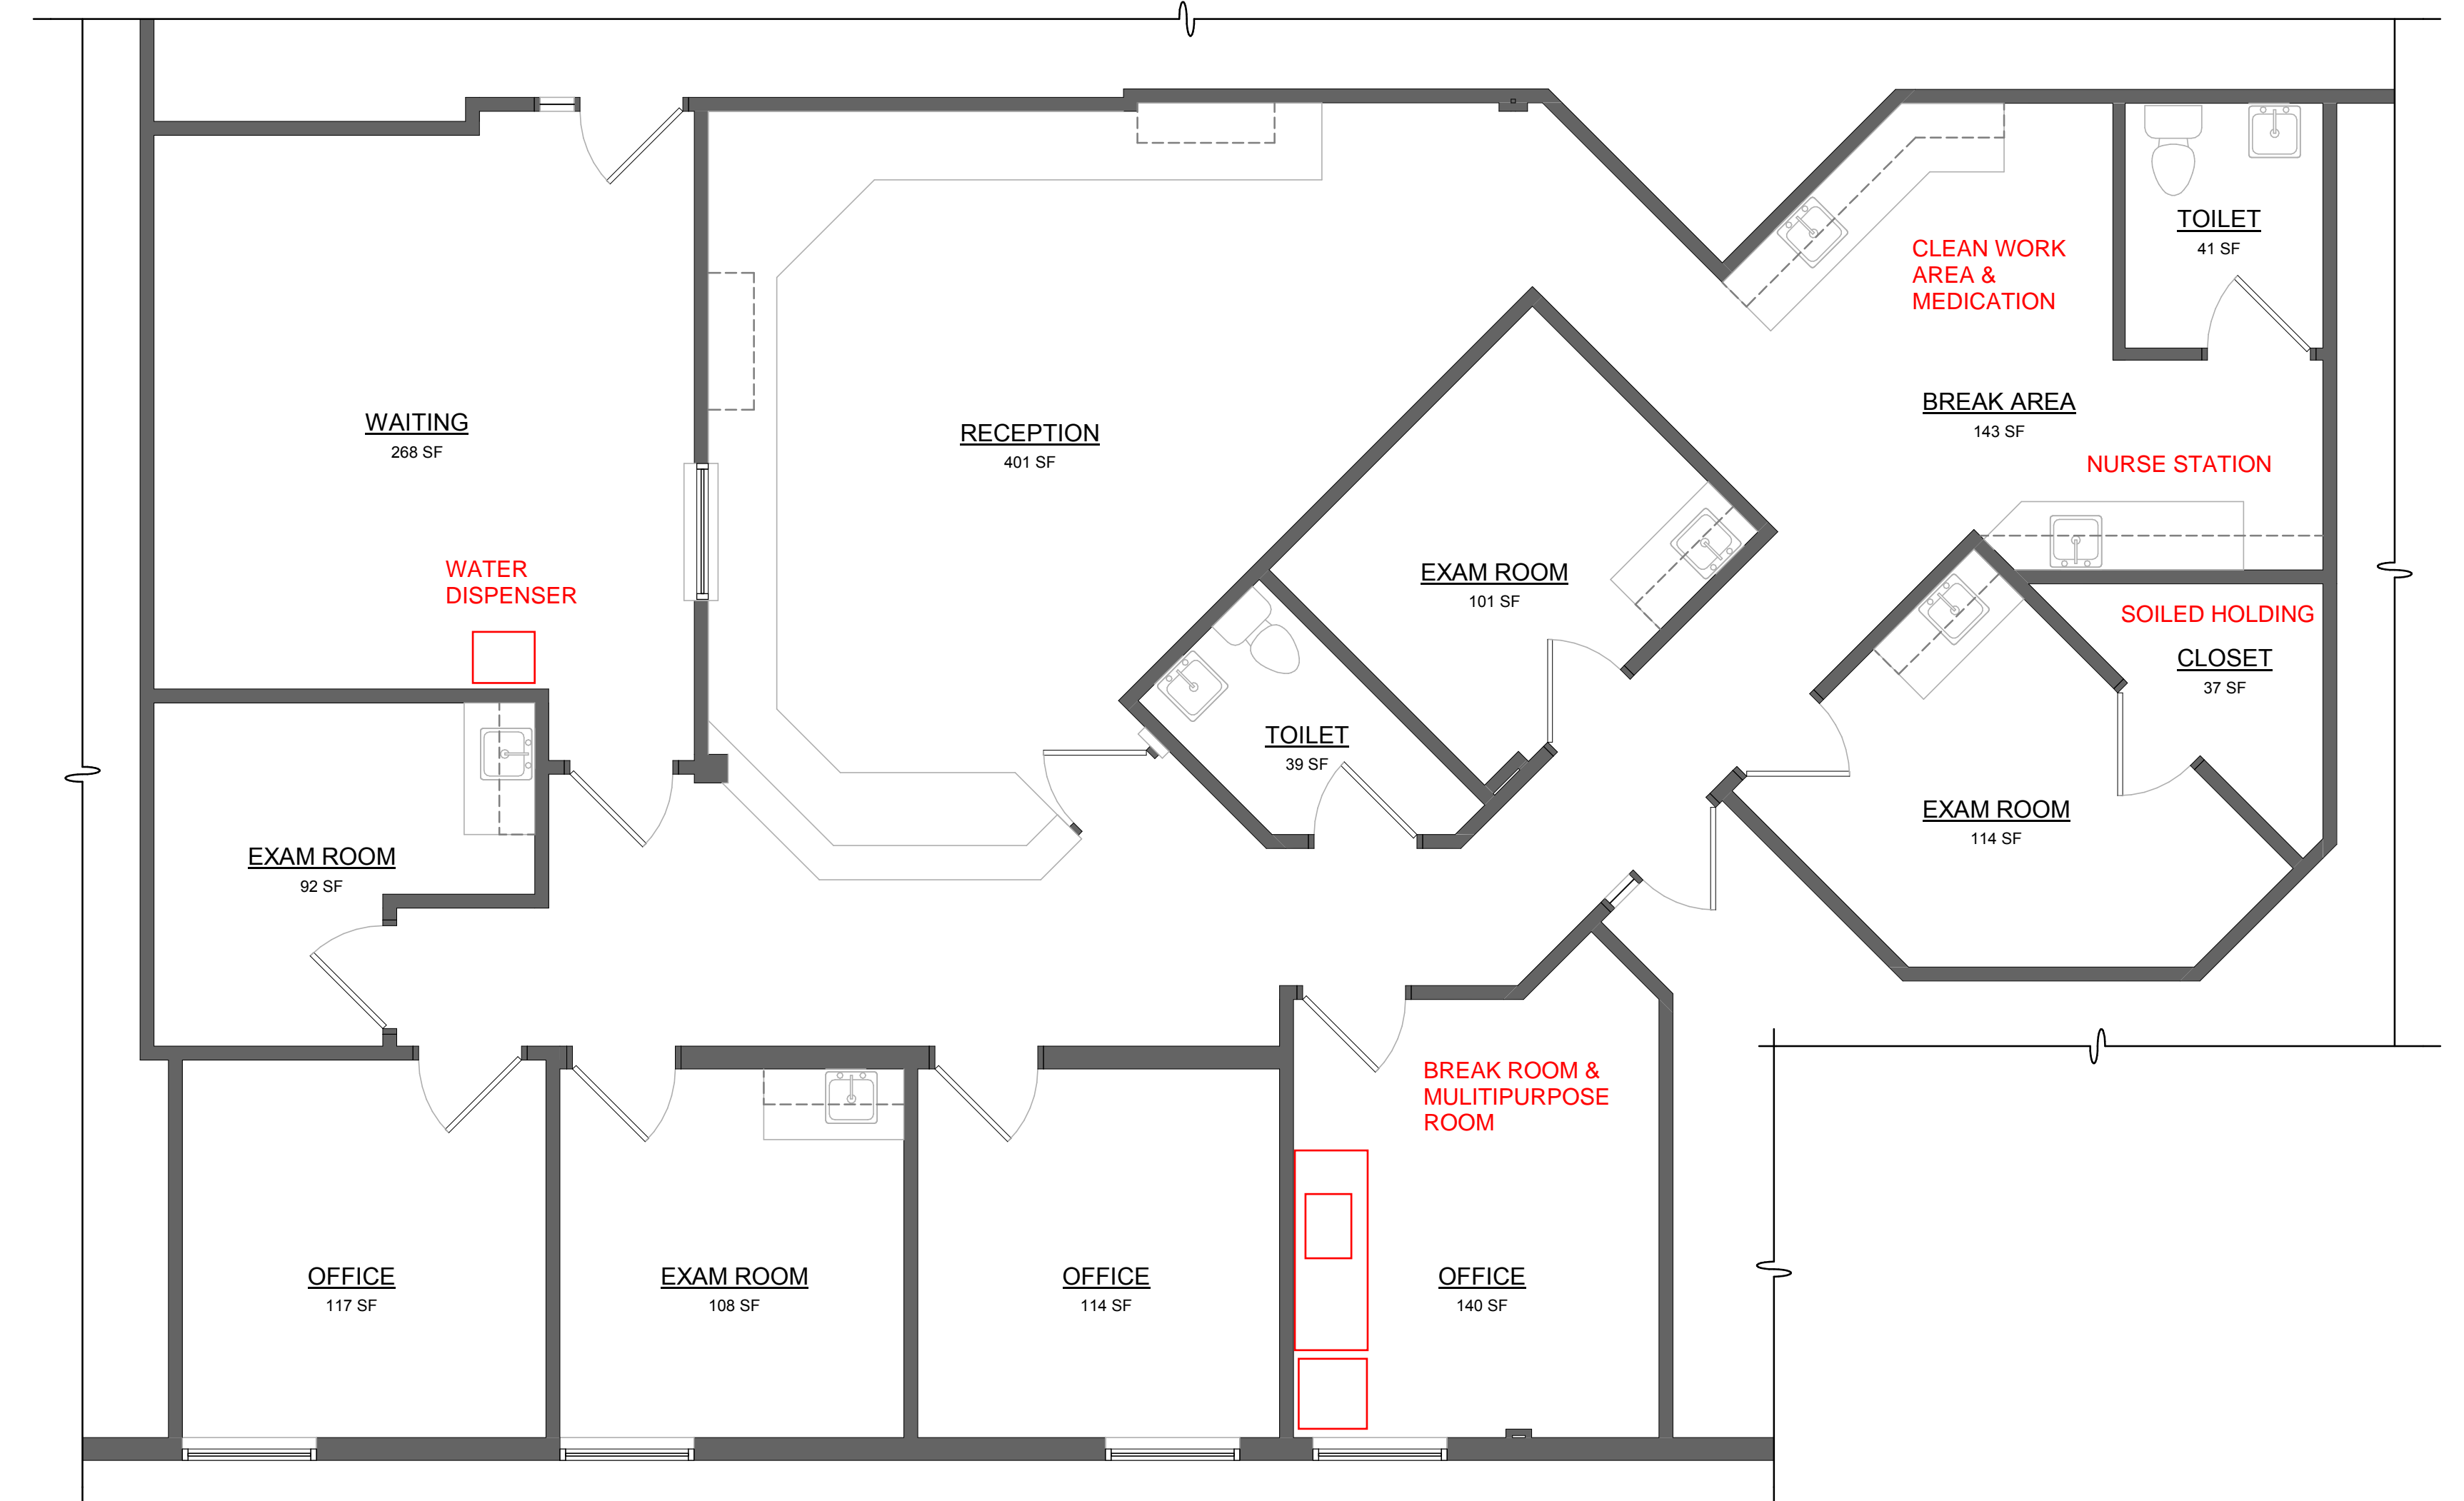 TOILET
41 SF
CLEAN WORK
AREA &
MEDICATION
BREAK AREA
143 SF
WAITING
268 SF
RECEPTION
401 SF
NURSE STATION
WATER
DISPENSER
EXAM ROOM
101 SF
SOILED HOLDING
CLOSET
37 SF
TOILET
39 SF
EXAM ROOM
114 SF
EXAM ROOM
92 SF
BREAK ROOM &
MULITIPURPOSE
ROOM
OFFICE
117 SF
EXAM ROOM
108 SF
OFFICE
114 SF
OFFICE
140 SF